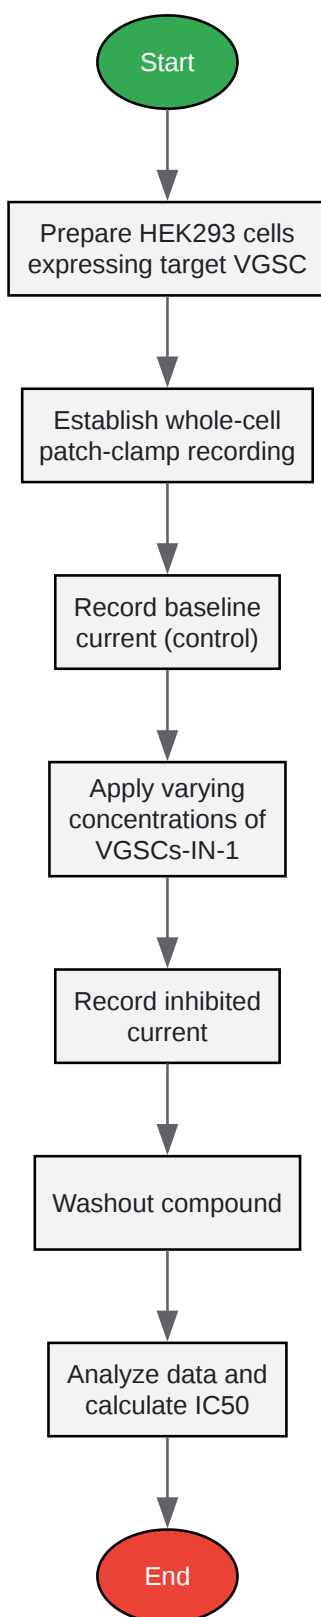 Start
Prepare HEK293 cells
expressing target VGSC
Establish whole-cell
patch-clamp recording
Record baseline
current (control)
Apply varying
concentrations of
VGSCs-IN-1
Record inhibited
current
Washout compound
Analyze data and
calculate IC50
End